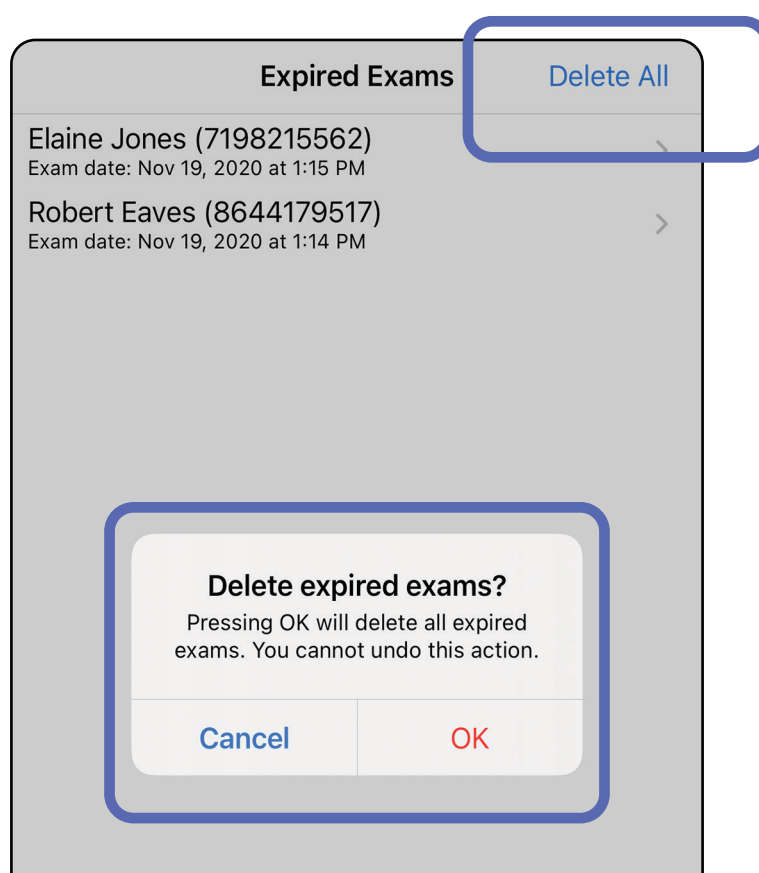 Expired Exams
Delete All
Elaine Jones (7198215562)
Exam date: Nov 19, 2020 at 1:15 PM
Robert Eaves (8644179517)
Exam date: Nov 19, 2020 at 1:14 PM
Delete expired exams?
Pressing OK will delete all expired
exams. You cannot undo this action.
Cancel
OK